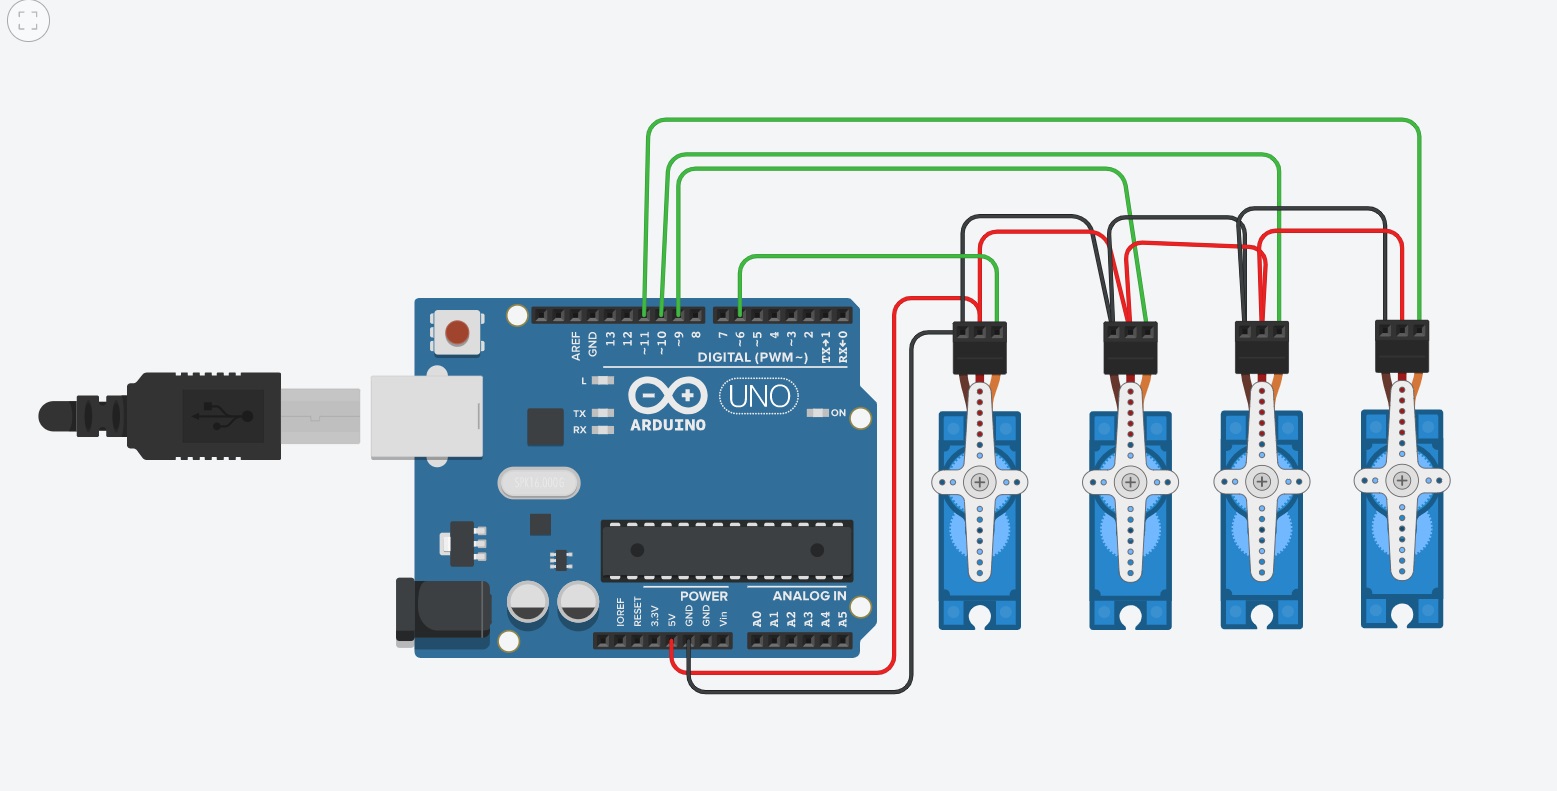 AREF
GND
13
12
~11
~10
~9
8
7
~6
~5
4
~3
2
TX→1
RX←0
DIGITAL (PWM~)
L
TX
RX
UNO
ON
ARDUINO
POWER
ANALOG IN
IOREF
RESET
3.3V
5V
GND
GND
Vin
A0
A1
A2
A3
A4
A5